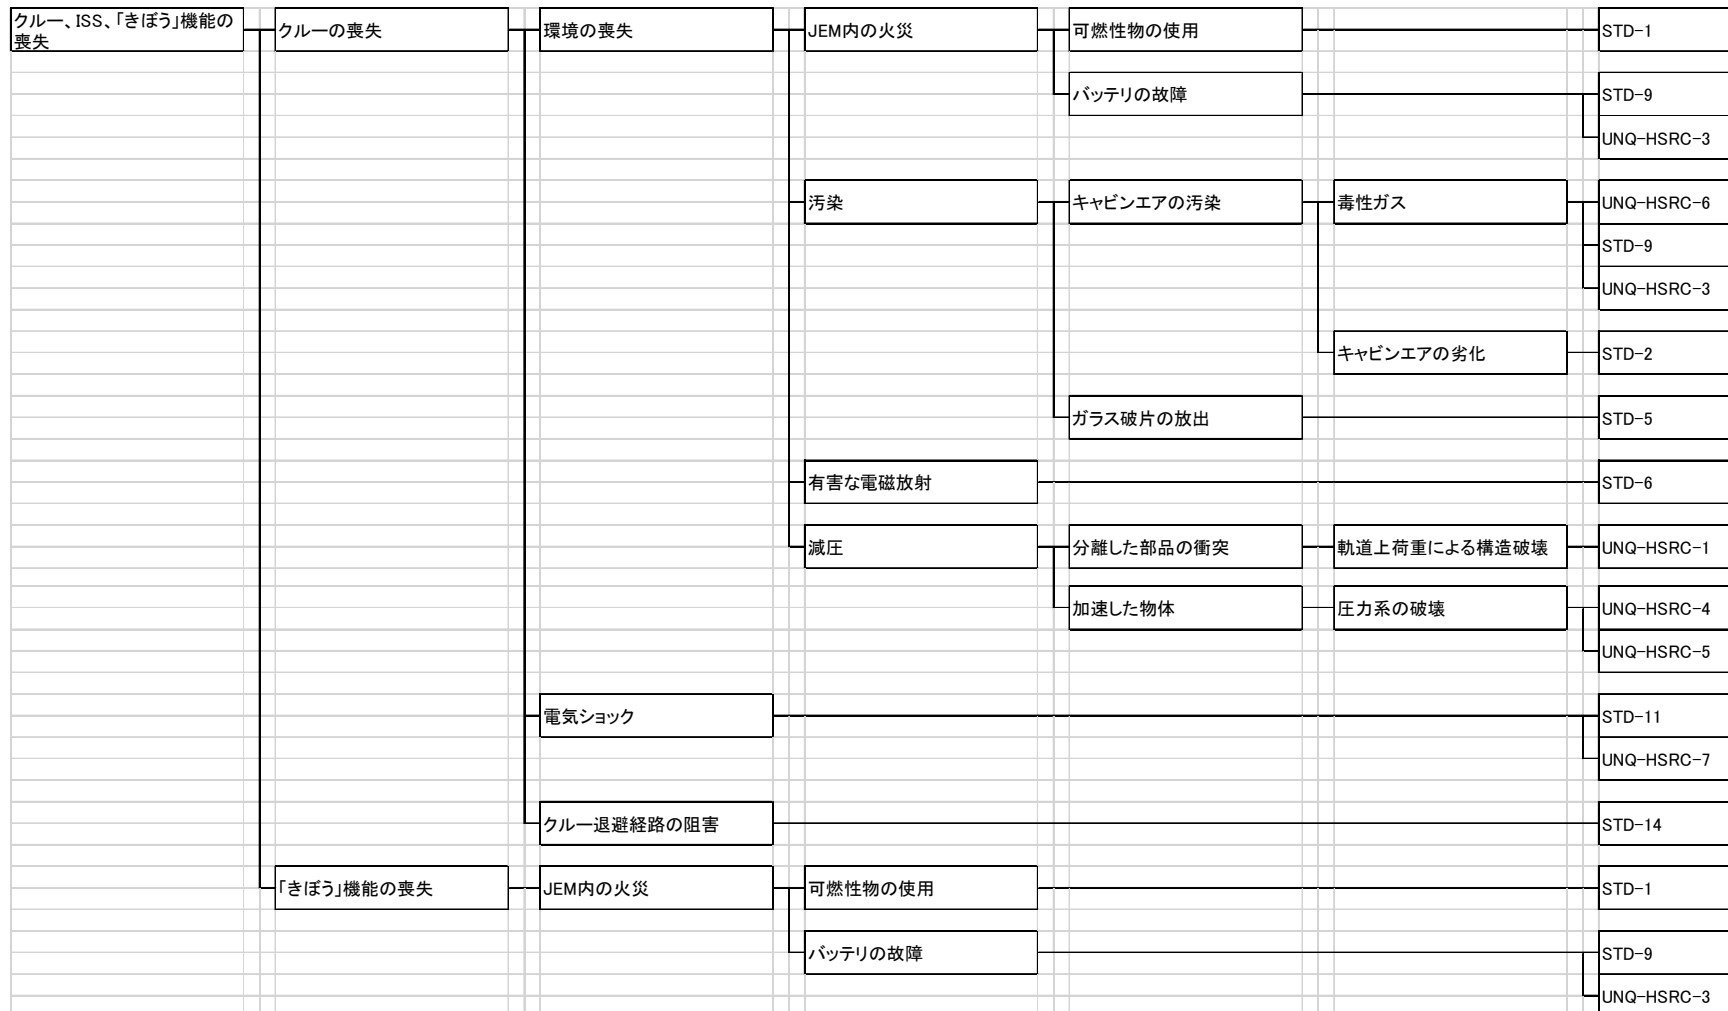 クルー、ISS、「きぼう」機能の
喪失
クルーの喪失
環境の喪失
JEM内の火災
可燃性物の使用
STD-1
バッテリの故障
STD-9
UNQ-HSRC-3
汚染
キャビンエアの汚染
毒性ガス
UNQ-HSRC-6
STD-9
UNQ-HSRC-3
キャビンエアの劣化
STD-2
ガラス破片の放出
STD-5
有害な電磁放射
STD-6
減圧
分離した部品の衝突
軌道上荷重による構造破壊
UNQ-HSRC-1
加速した物体
圧力系の破壊
UNQ-HSRC-4
UNQ-HSRC-5
電気ショック
STD-11
UNQ-HSRC-7
クルー退避経路の阻害
STD-14
「きぼう」機能の喪失
JEM内の火災
可燃性物の使用
STD-1
バッテリの故障
STD-9
UNQ-HSRC-3